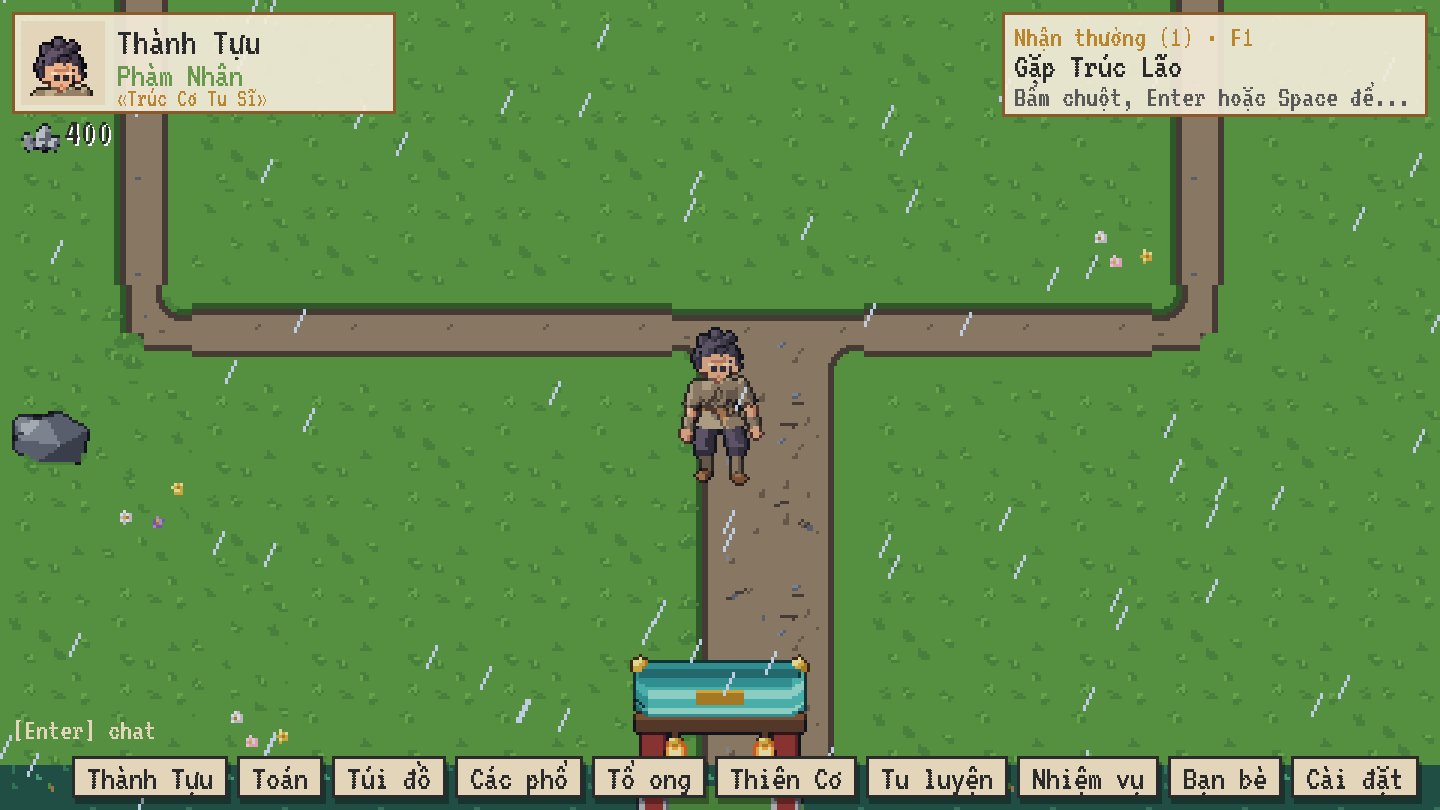 Thành Tựu
Phàm Nhân
«Trúc Cơ Tu Sĩ»
400
Nhận thưởng (1) · F1
Gặp Trúc Lão
Bấm chuột, Enter hoặc Space để...
[Enter] chat
Thành Tựu
Toán
Túi đồ
Các phổ
Tổ ong
Thiên Cơ
Tu luyện
Nhiệm vụ
Bạn bè
Cài đặt